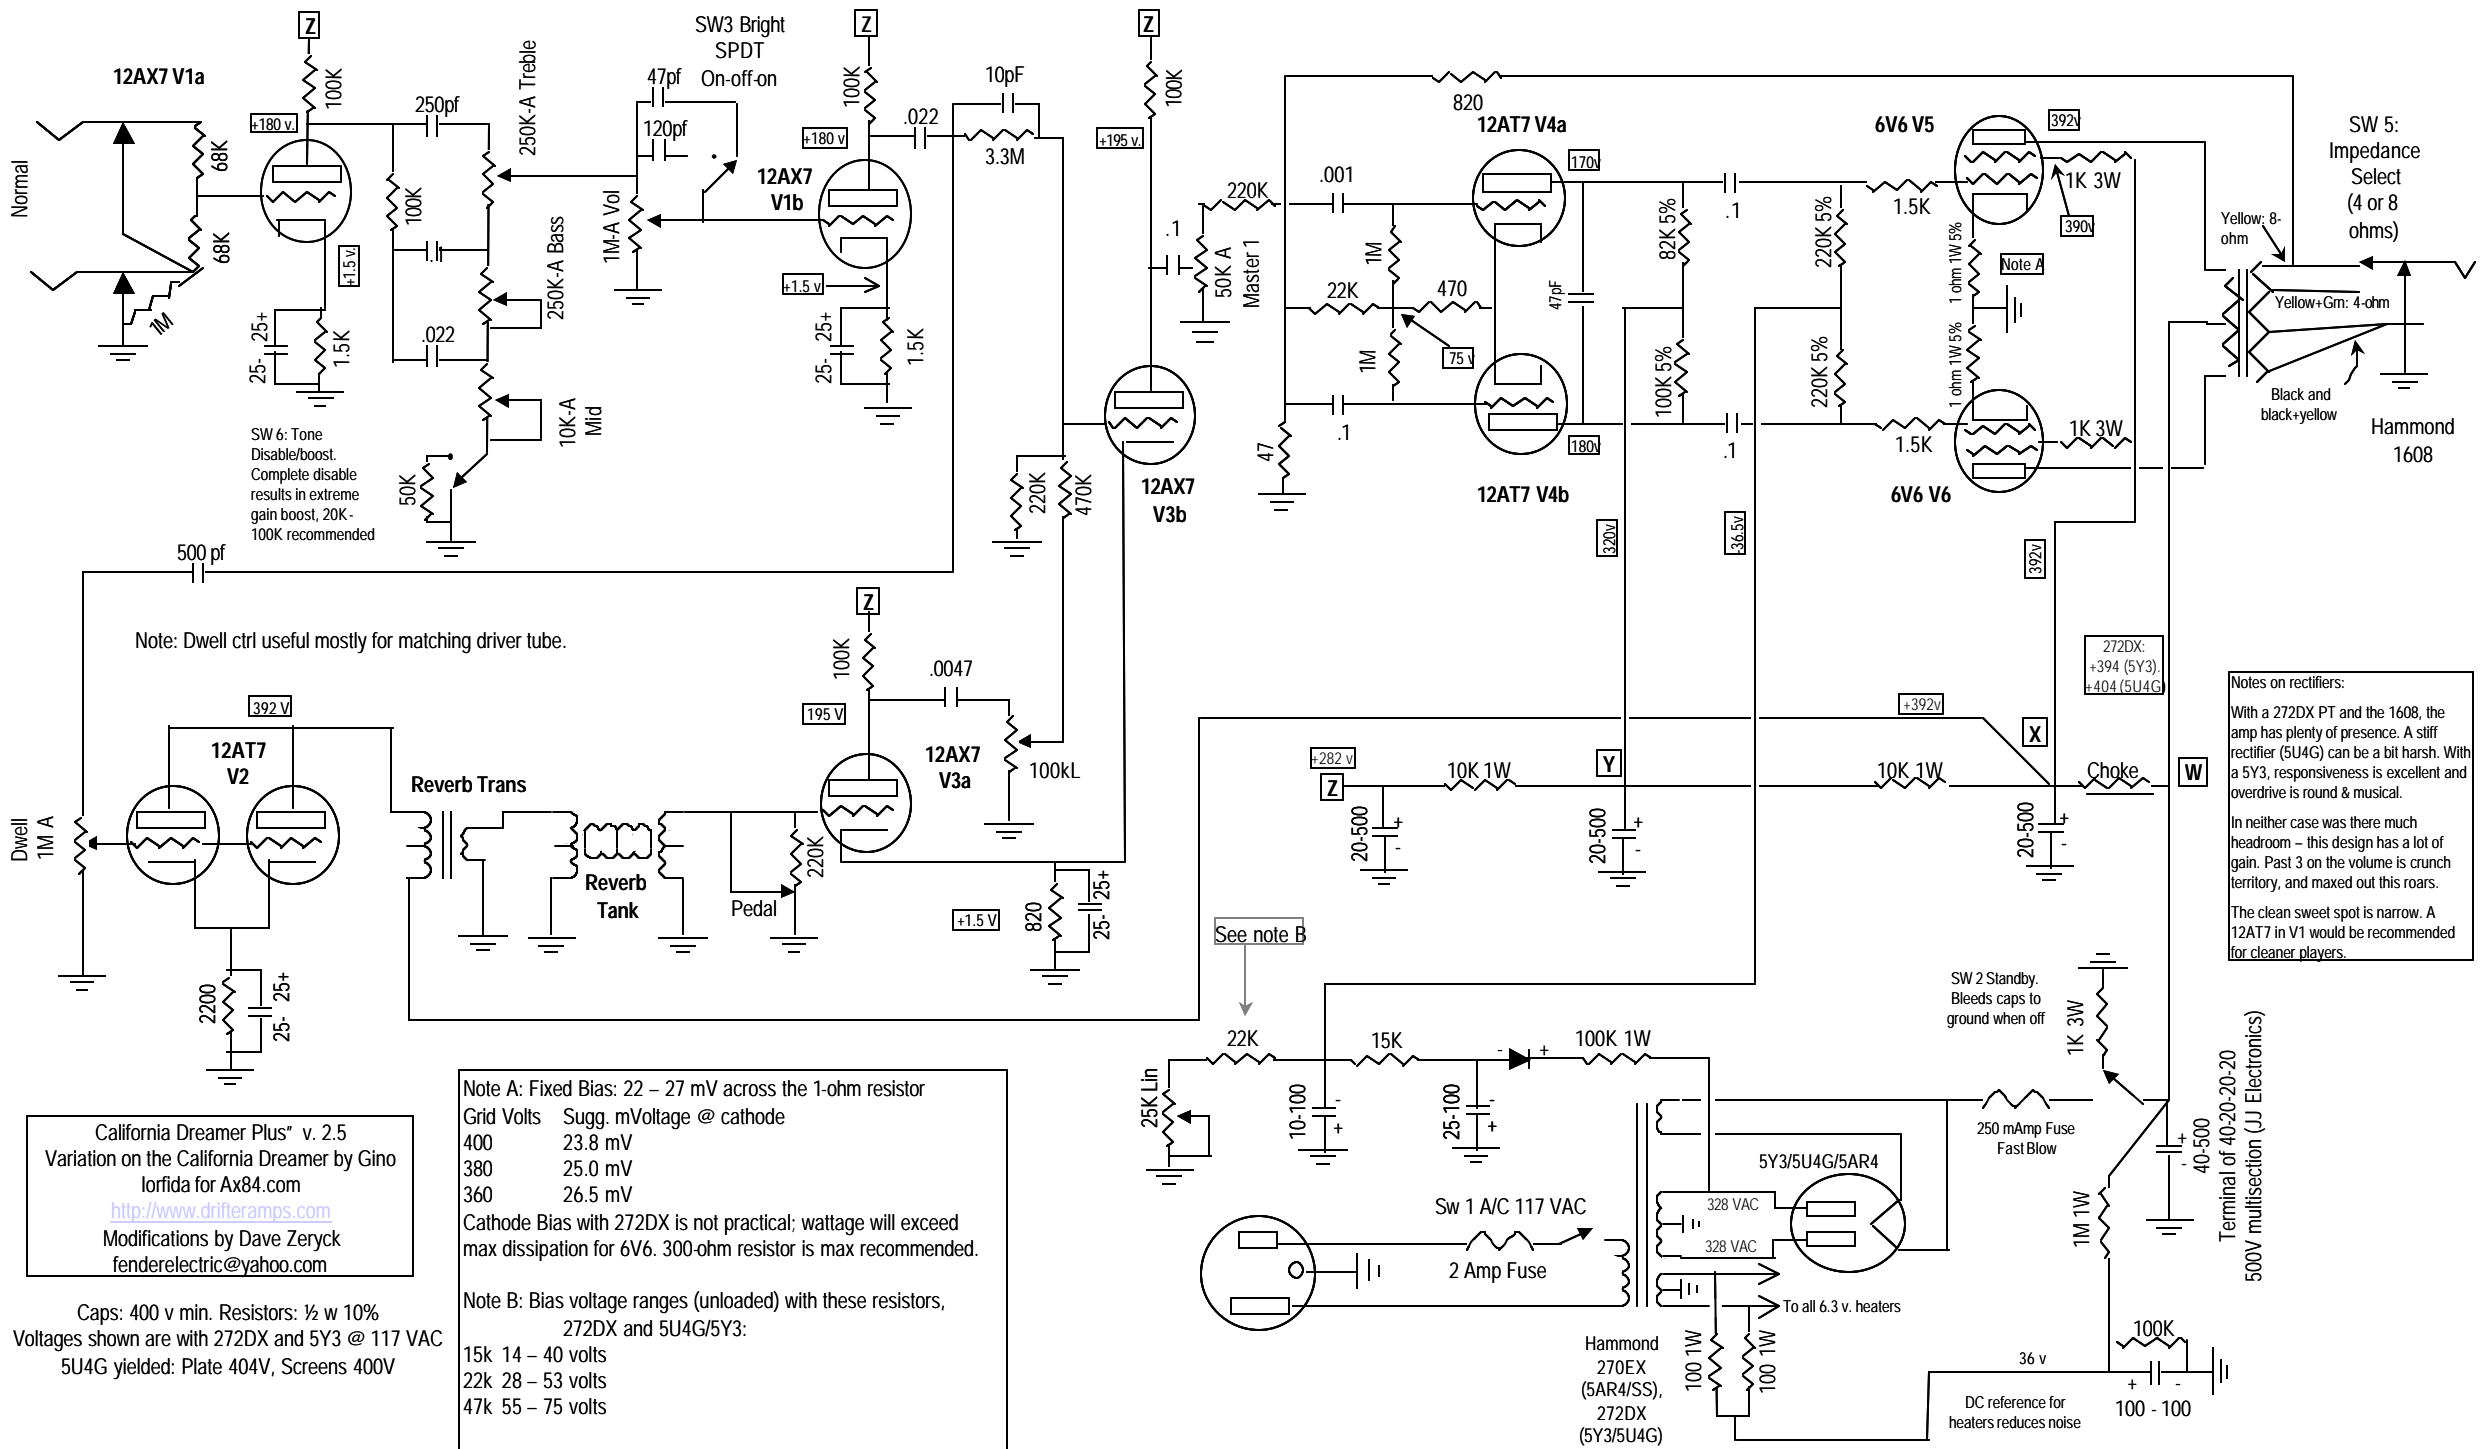 12AX7 V1a
Normal
68K
68K
1M
Z
100K
+180 v.
+1.5 v.
25- 25+
1.5K
250pf
100K
.1
.022
250K-A Treble
250K-A Bass
10K-A
Mid
SW 6: Tone
Disable/boost.
Complete disable
results in extreme
gain boost, 20K -
100K recommended
50K
SW3 Bright
SPDT
On-off-on
47pf
120pf
1M-A Vol
Z
100K
+180 v
12AX7
V1b
+1.5 v
25- 25+
1.5K
.022
10pF
3.3M
220K
470K
Z
100K
+195 v.
12AX7
V3b
.1
50K A
Master 1
220K
820
12AT7 V4a
.001
1M
22K
470
1M
75 v
.1
47
12AT7 V4b
170v
180v
47pF
82K 5%
100K 5%
.1
.1
220K 5%
220K 5%
1.5K
1.5K
6V6 V5
6V6 V6
392v
1K 3W
390v
1 ohm 1W 5%
1 ohm 1W 5%
Note A
1K 3W
320v
-36.5v
392v
SW 5:
Impedance
Select
(4 or 8
ohms)
Yellow: 8-
ohm
Yellow+Grn: 4-ohm
Black and
black+yellow
Hammond
1608
500 pf
Note: Dwell ctrl useful mostly for matching driver tube.
392 V
12AT7
V2
Dwell
1M A
2200
25- 25+
Reverb Trans
Reverb
Tank
Pedal
220K
Z
100K
195 V
.0047
12AX7
V3a
100kL
+1.5 V
820
25- 25+
272DX:
+394 (5Y3).
+404 (5U4G)
+392v
X
+282 v
Z
10K 1W
Y
10K 1W
Choke
W
20-500
+
-
20-500
+
-
20-500
+
-
Notes on rectifiers:
With a 272DX PT and the 1608, the
amp has plenty of presence. A stiff
rectifier (5U4G) can be a bit harsh. With
a 5Y3, responsiveness is excellent and
overdrive is round & musical.
In neither case was there much
headroom – this design has a lot of
gain. Past 3 on the volume is crunch
territory, and maxed out this roars.
The clean sweet spot is narrow. A
12AT7 in V1 would be recommended
for cleaner players.
See note B
22K
15K
- +
100K 1W
25K Lin
10-100
-
+
25-100
-
+
SW 2 Standby.
Bleeds caps to
ground when off
1K 3W
250 mAmp Fuse
Fast Blow
5Y3/5U4G/5AR4
328 VAC
328 VAC
Sw 1 A/C 117 VAC
2 Amp Fuse
To all 6.3 v. heaters
Hammond
270EX
(5AR4/SS),
272DX
(5Y3/5U4G)
100 1W
100 1W
1M 1W
+
-
40-500
Terminal of 40-20-20-20
500V multisection (JJ Electronics)
100K
36 v
+ -
100 - 100
DC reference for
heaters reduces noise
California Dreamer Plus” v. 2.5
Variation on the California Dreamer by Gino
Iorfida for Ax84.com
http://www.drifteramps.com
Modifications by Dave Zeryck
fenderelectric@yahoo.com
Caps: 400 v min. Resistors: ½ w 10%
Voltages shown are with 272DX and 5Y3 @ 117 VAC
5U4G yielded: Plate 404V, Screens 400V
Note A: Fixed Bias: 22 – 27 mV across the 1-ohm resistor
Grid Volts Sugg. mVoltage @ cathode
400 23.8 mV
380 25.0 mV
360 26.5 mV
Cathode Bias with 272DX is not practical; wattage will exceed
max dissipation for 6V6. 300-ohm resistor is max recommended.
Note B: Bias voltage ranges (unloaded) with these resistors,
272DX and 5U4G/5Y3:
15k 14 – 40 volts
22k 28 – 53 volts
47k 55 – 75 volts